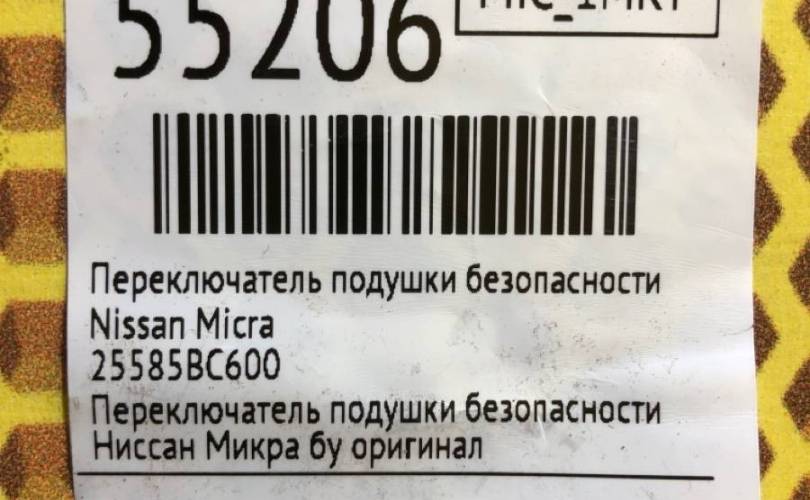 55206
Переключатель подушки безопасности
Nissan Micra
25585BC600
Переключатель подушки безопасности
Ниссан Микра бу оригинал